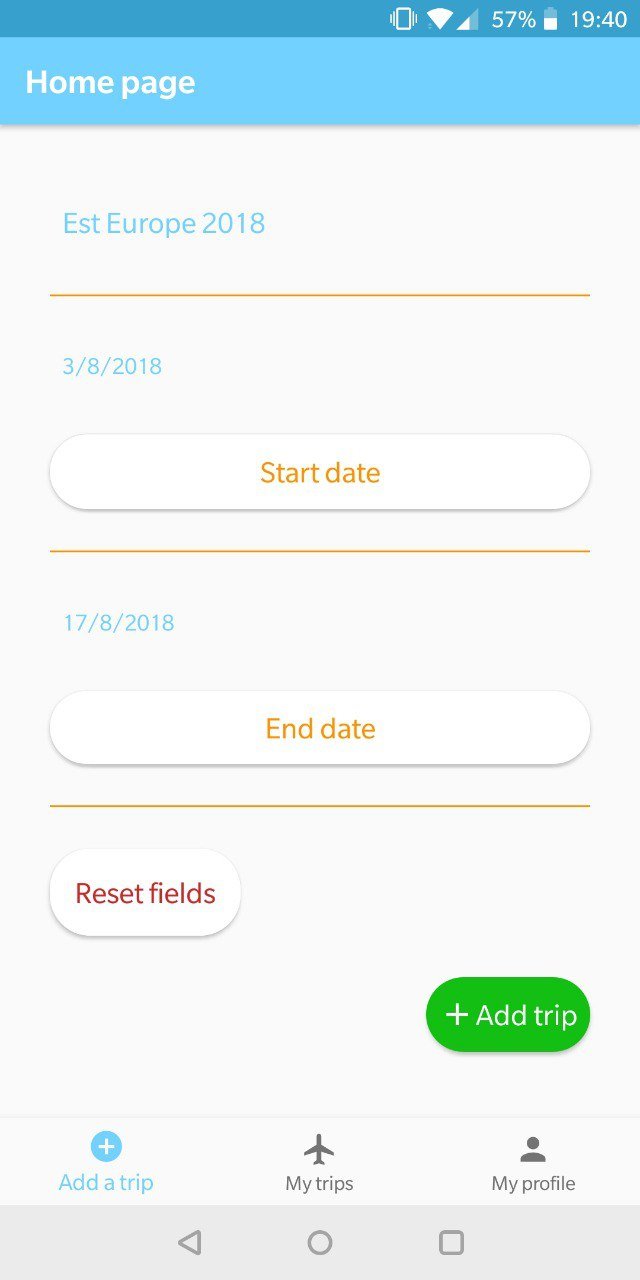 57% 19:40
Home page
Est Europe 2018
3/8/2018
Start date
17/8/2018
End date
Reset fields
+ Add trip
Add a trip
My trips
My profile